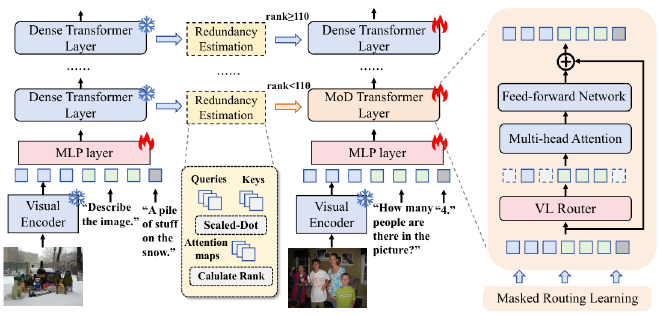 Dense Transformer
Layer
Redundancy
Estimation
rank≥110
Dense Transformer
Layer
......
......
......
Dense Transformer
Layer
Redundancy
Estimation
rank<110
MoD Transformer
Layer
MLP layer
MLP layer
Visual
Encoder
“Describe
the image.”
“A pile
of stuff
on the
snow.”
Queries
Keys
Scaled-Dot
Attention
maps
Calulate Rank
Visual
Encoder
“How many
people are
there in the
picture?”
“4.”
Feed-forward Network
Multi-head Attention
VL Router
Masked Routing Learning